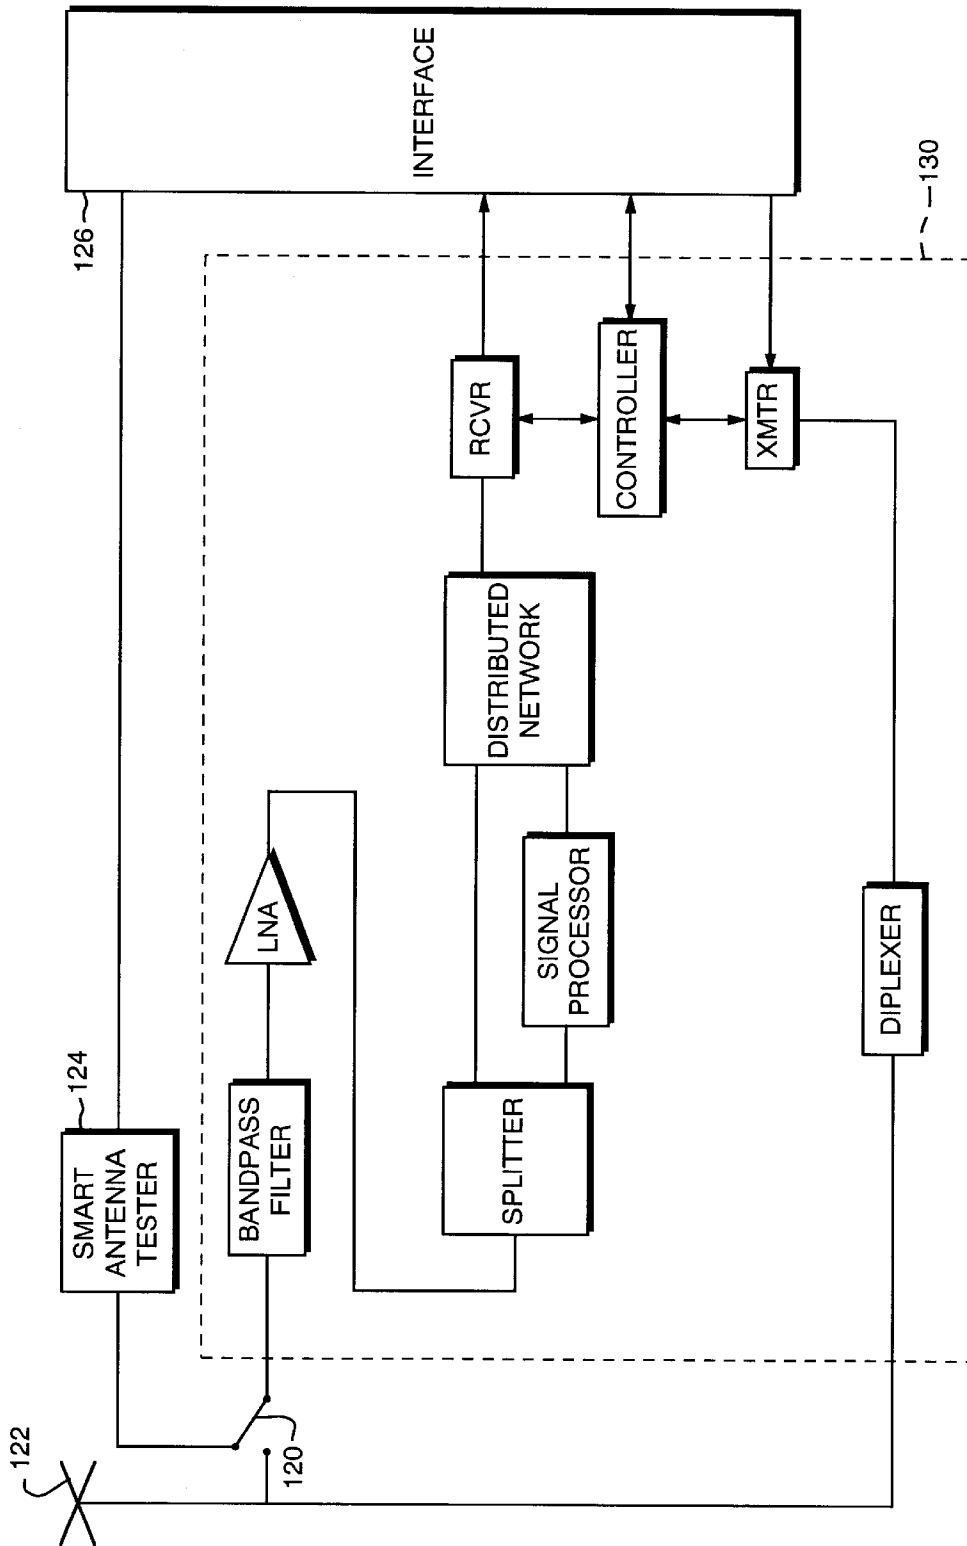 122
SMART
ANTENNA
TESTER
124
126
INTERFACE
120
BANDPASS
FILTER
LNA
SPLITTER
SIGNAL
PROCESSOR
DISTRIBUTED
NETWORK
RCVR
CONTROLLER
XMTR
DIPLEXER
130